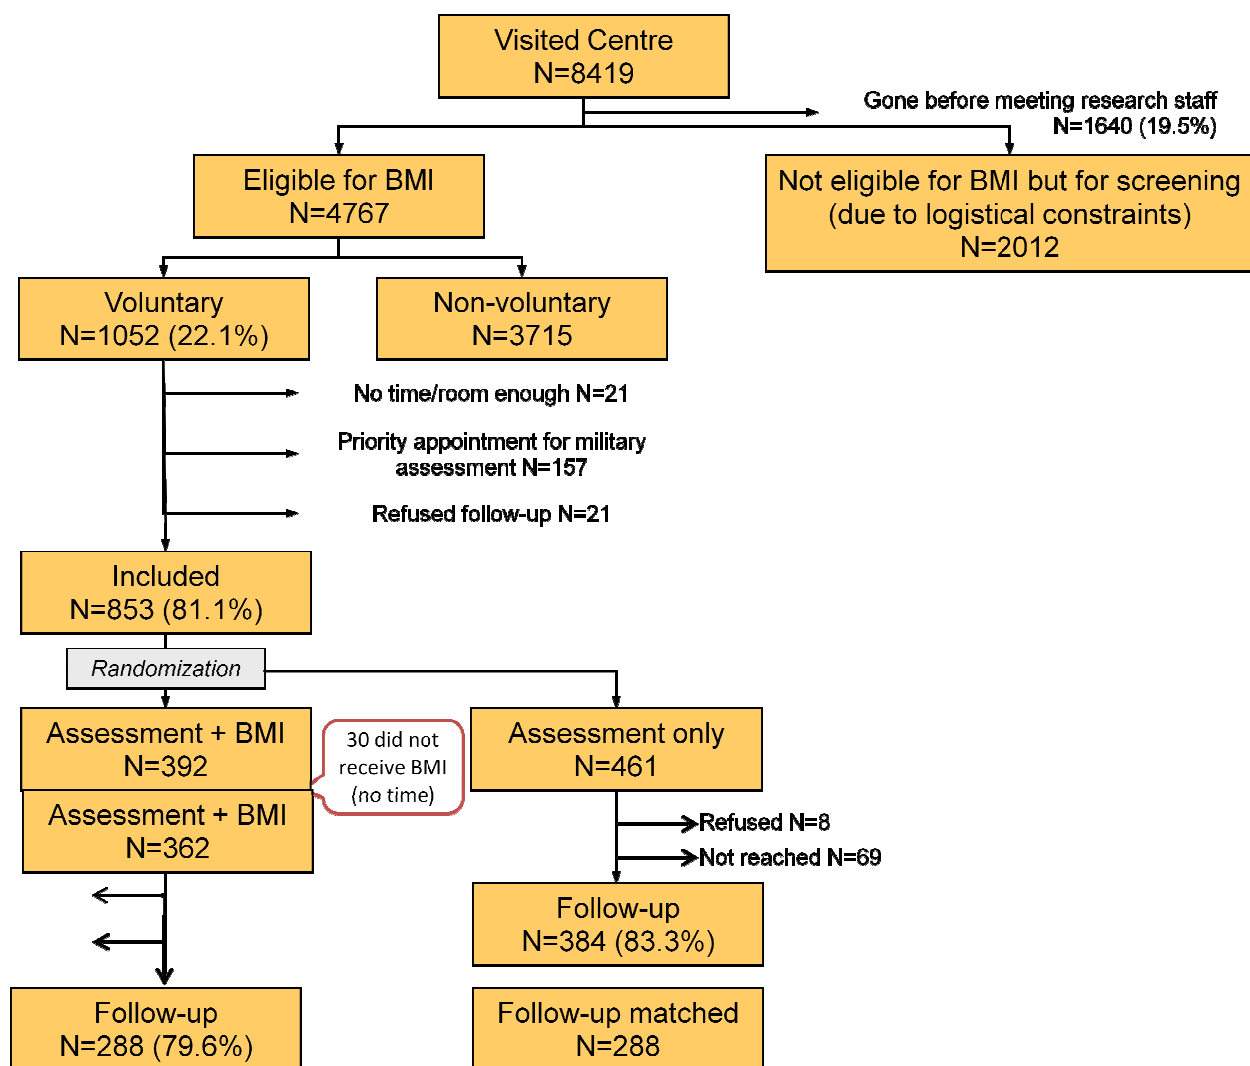 Visited Centre
N=8419
Gone before meeting research staff
N=1640 (19.5%)
Eligible for BMI
N=4767
Not eligible for BMI but for screening
(due to logistical constraints)
N=2012
Voluntary
N=1052 (22.1%)
Non-voluntary
N=3715
No time/room enough N=21
Priority appointment for military
assessment N=157
Refused follow-up N=21
Included
N=853 (81.1%)
Randomization
Assessment + BMI
N=392
30 did not
receive BMI
(no time)
Assessment only
N=461
Assessment + BMI
N=362
Refused N=8
Not reached N=69
Follow-up
N=384 (83.3%)
Follow-up
N=288 (79.6%)
Follow-up matched
N=288